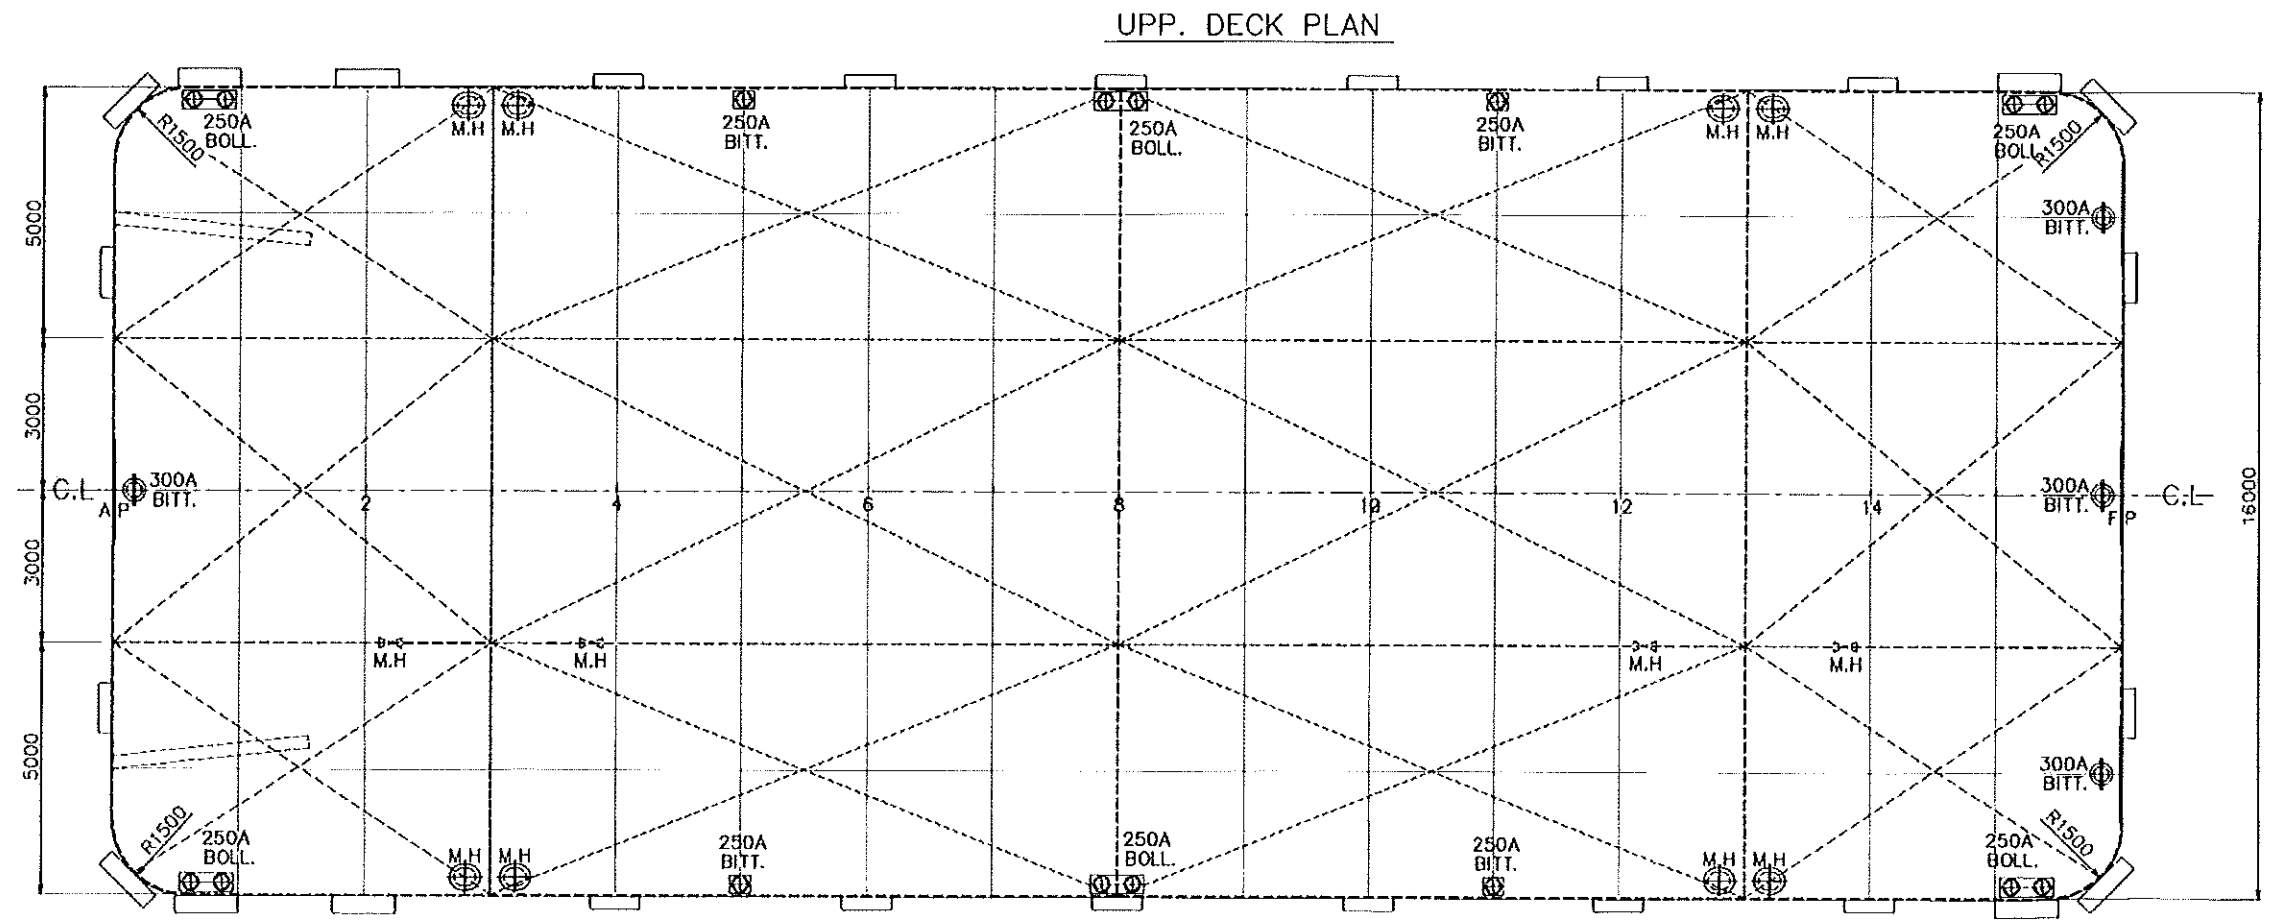 UPP. DECK PLAN
R1500
250A
BOLL.
M.H
M.H
250A
BITT.
250A
BOLL.
250A
BITT.
M.H
M.H
250A
BOLL.
R1500
5000
300A
BITT.
3000
C.L
A P
300A
BITT.
2
4
6
8
10
12
14
300A
BITT.
F P
C.L
16000
3000
M.H
M.H
M.H
M.H
5000
300A
BITT.
R1500
250A
BOLL.
M.H
M.H
250A
BITT.
250A
BOLL.
250A
BITT.
M.H
M.H
250A
BOLL.
R1500